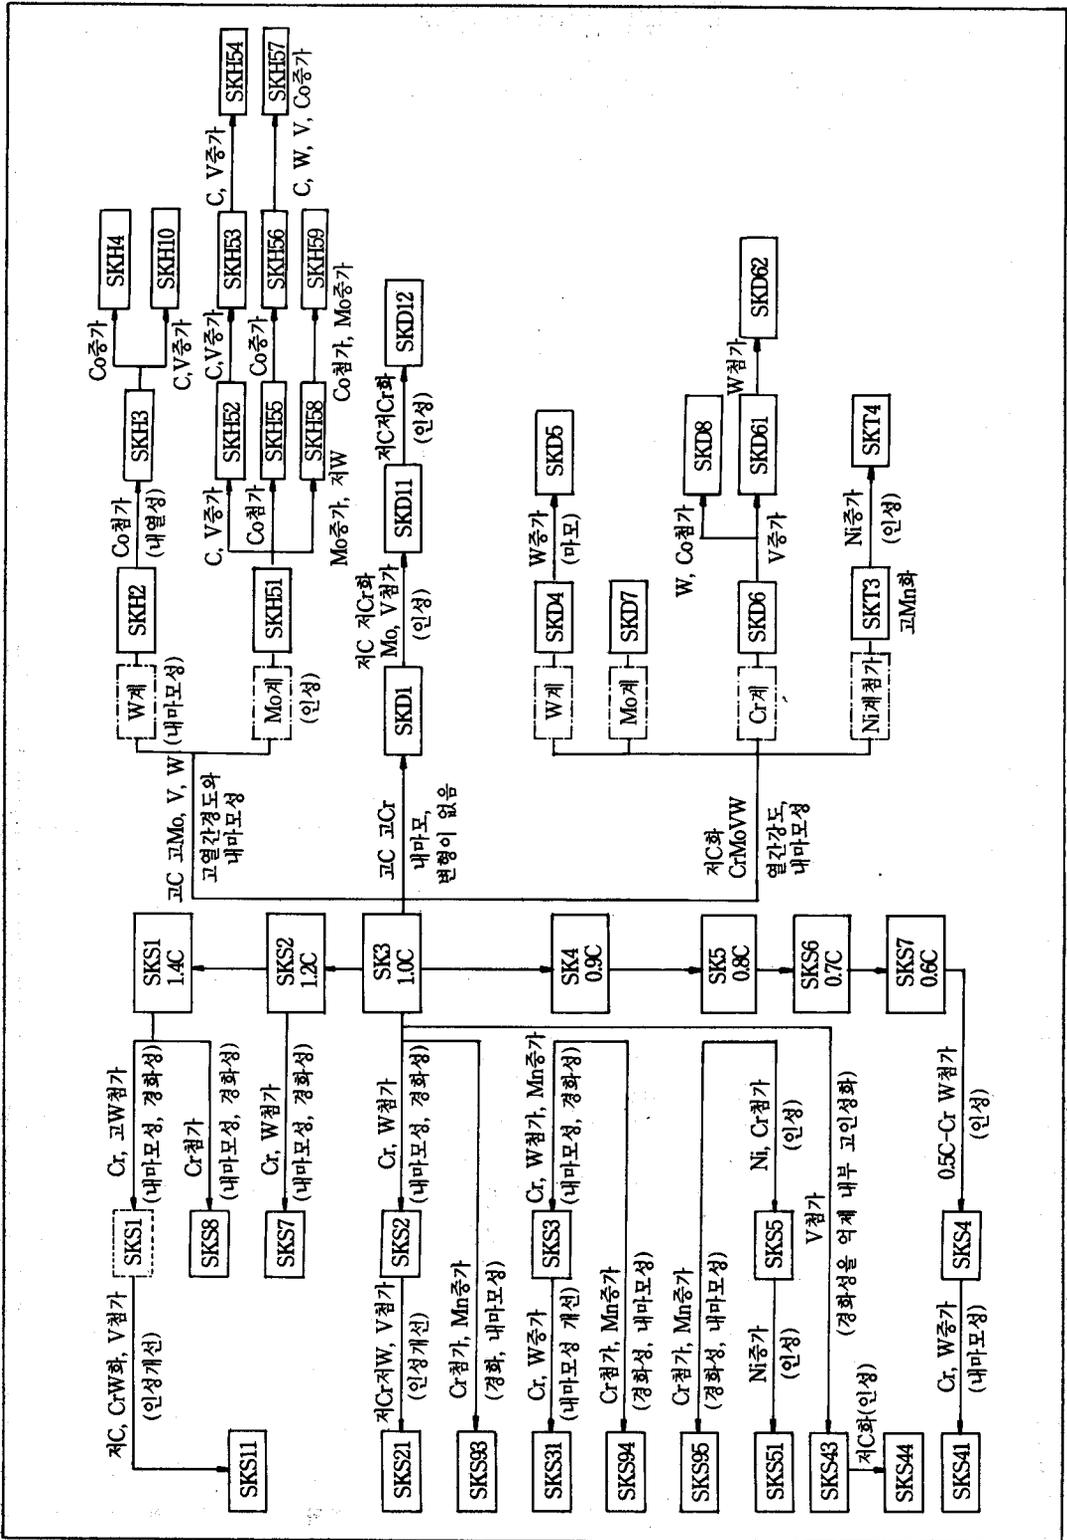 SKH4
Co증가
SKH10
C,V증가
SKH3
Co첨가
(내열성)
SKH2
W계
(내마모성)
SKH54
C, V증가
SKH53
C,V증가
SKH52
C, V증가
SKH57
C, W, V, Co증가
SKH56
Co증가
SKH55
Co첨가
SKH59
Co첨가, Mo증가
SKH58
Mo증가, 저W
SKH51
Mo계
(인성)
고C 고Mo, V, W
고열간경도와
내마모성
SKD12
저C저Cr화
(인성)
SKD11
저C 저Cr화
Mo, V첨가
(인성)
SKD1
고C 고Cr
내마모,
변형이 없음
SKD5
W증가
(마모)
SKD4
W계
SKD7
Mo계
SKD8
W, Co첨가
SKD62
W첨가
SKD61
V증가
SKD6
Cr계
SKT4
Ni증가
(인성)
SKT3
고Mn화
Ni계첨가
저C화
CrMoVW
열간강도,
내마모성
SKS1
1.4C
SKS2
1.2C
SK3
1.0C
SK4
0.9C
SK5
0.8C
SKS6
0.7C
SKS7
0.6C
Cr, 고W첨가
(내마모성, 경화성)
SKS1
저C, CrW화, V첨가
(인성개선)
SKS11
Cr첨가
(내마모성, 경화성)
SKS8
Cr, W첨가
(내마모성, 경화성)
SKS7
Cr, W첨가
(내마모성, 경화성)
SKS2
저Cr저W, V첨가
(인성개선)
SKS21
Cr첨가, Mn증가
(경화, 내마모성)
SKS93
Cr, W첨가, Mn증가
(내마모성, 경화성)
SKS3
Cr, W증가
(내마모성 개선)
SKS31
Cr첨가, Mn증가
(경화성, 내마모성)
SKS94
Cr첨가, Mn증가
(경화성, 내마모성)
SKS95
Ni, Cr첨가
(인성)
SKS5
Ni증가
(인성)
SKS51
V첨가
(경화성을 억제 내부 고인성화)
SKS43
저C화(인성)
SKS44
0.5C-Cr W첨가
(인성)
SKS4
Cr, W증가
(내마모성)
SKS41